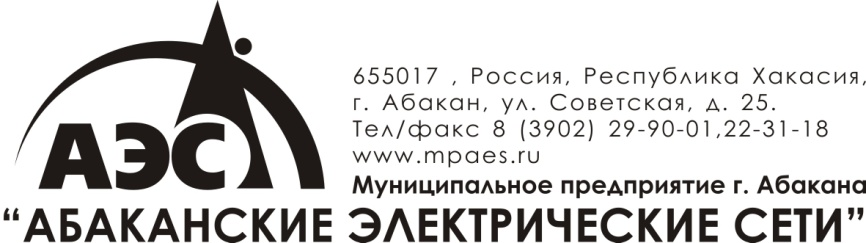 АЭС
655017 , Россия, Республика Хакасия,
г. Абакан, ул. Советская, д. 25.
Тел/факс 8 (3902) 29-90-01,22-31-18
www.mpaes.ru
Муниципальное предприятие г. Абакана
“АБАКАНСКИЕ ЭЛЕКТРИЧЕСКИЕ СЕТИ”